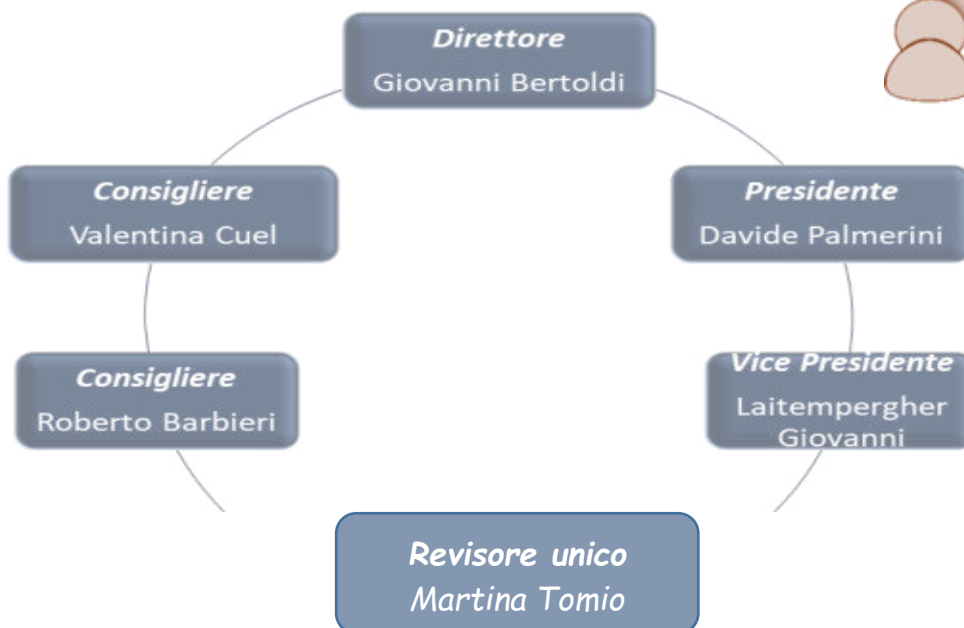 Direttore
Giovanni Bertoldi
Consigliere
Valentina Cuel
Presidente
Davide Palmerini
Consigliere
Roberto Barbieri
Vice Presidente
Laitempergher
Giovanni
Revisore unico
Martina Tomio